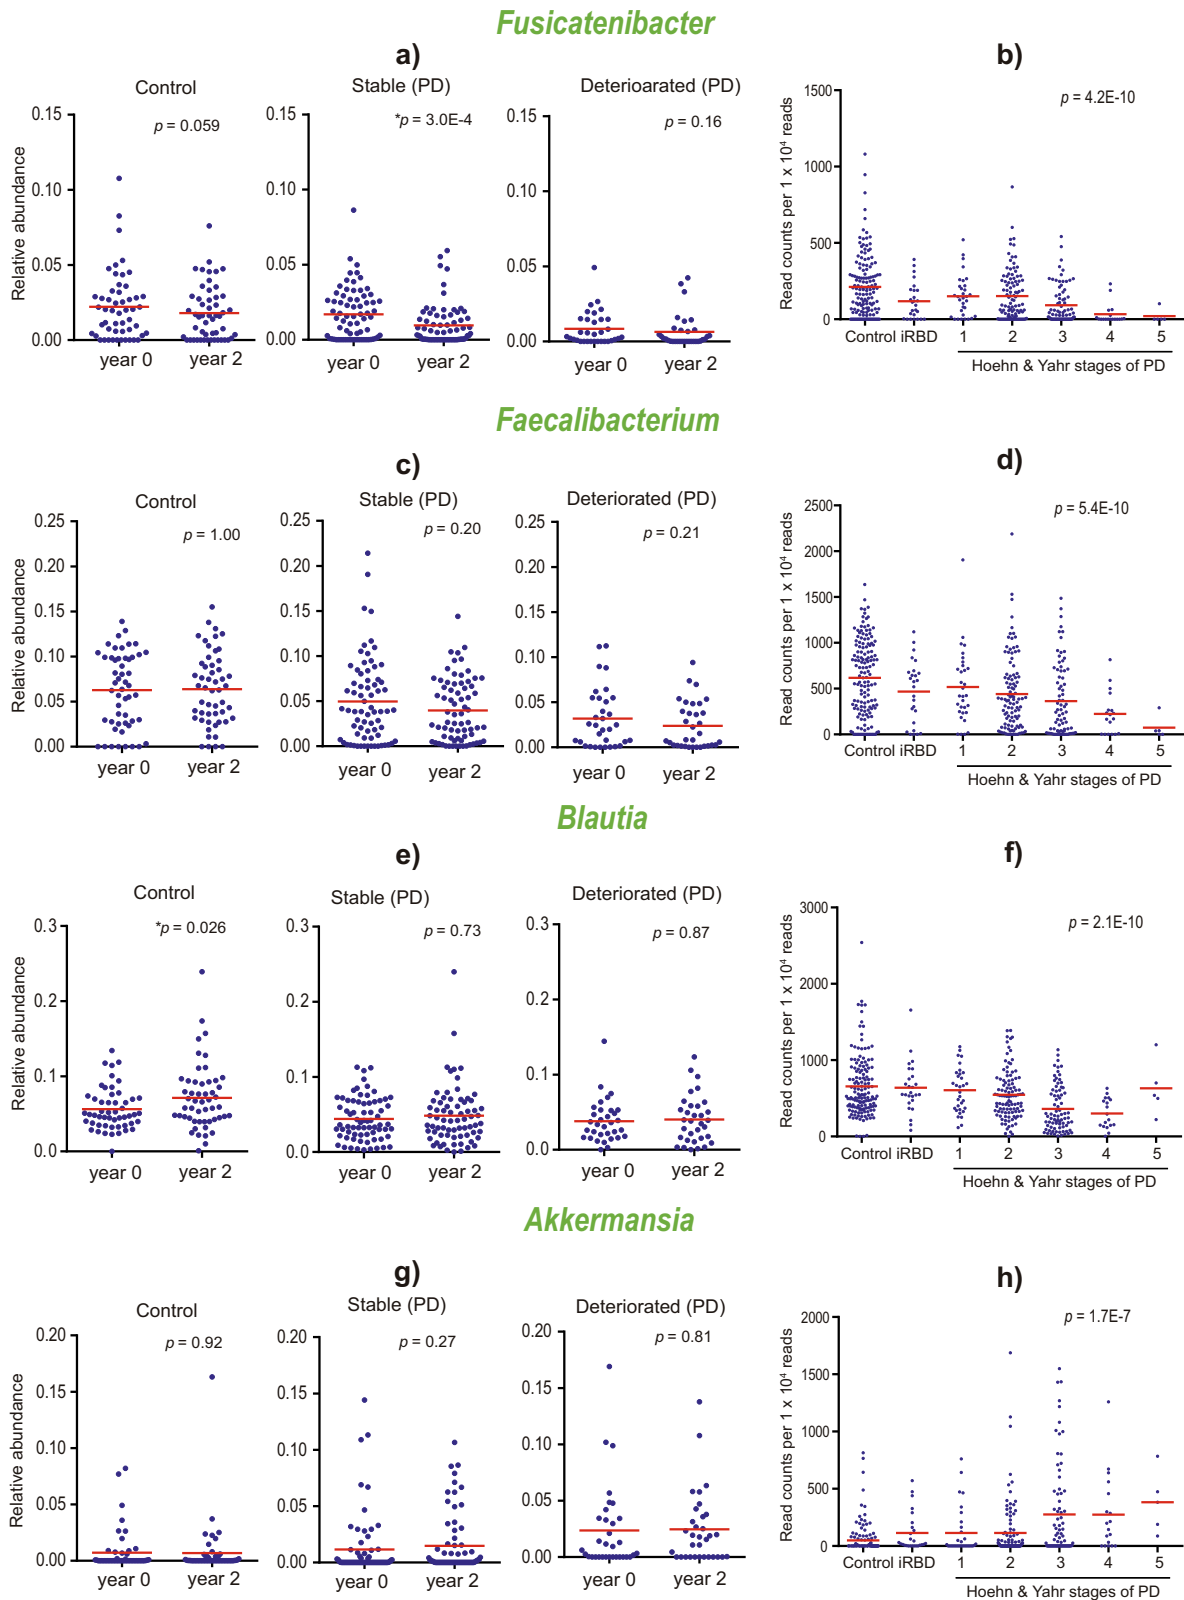 Fusicatenibacter
a)
b)
Control
Stable (PD)
Deterioarated (PD)
p = 0.059
*p = 3.0E-4
p = 0.16
p = 4.2E-10
Relative abundance
0.15
0.10
0.05
0.00
year 0 year 2
0.15
0.10
0.05
0.00
year 0 year 2
0.15
0.10
0.05
0.00
year 0 year 2
Read counts per 1 x 10⁴ reads
1500
1000
500
0
Control iRBD 1 2 3 4 5
Hoehn & Yahr stages of PD
Faecalibacterium
c)
d)
Control
Stable (PD)
Deteriorated (PD)
p = 1.00
p = 0.20
p = 0.21
p = 5.4E-10
Relative abundance
0.25
0.20
0.15
0.10
0.05
0.00
year 0 year 2
0.25
0.20
0.15
0.10
0.05
0.00
year 0 year 2
0.25
0.20
0.15
0.10
0.05
0.00
year 0 year 2
Read counts per 1 x 10⁴ reads
2500
2000
1500
1000
500
0
Control iRBD 1 2 3 4 5
Hoehn & Yahr stages of PD
Blautia
e)
f)
Control
Stable (PD)
Deteriorated (PD)
*p = 0.026
p = 0.73
p = 0.87
p = 2.1E-10
Relative abundance
0.3
0.2
0.1
0.0
year 0 year 2
0.3
0.2
0.1
0.0
year 0 year 2
0.3
0.2
0.1
0.0
year 0 year 2
Read counts per 1 x 10⁴ reads
3000
3000
1000
0
Control iRBD 1 2 3 4 5
Hoehn & Yahr stages of PD
Akkermansia
g)
h)
Control
Stable (PD)
Deteriorated (PD)
p = 0.92
p = 0.27
p = 0.81
p = 1.7E-7
Relative abundance
0.20
0.15
0.10
0.05
0.00
year 0 year 2
0.20
0.15
0.10
0.05
0.00
year 0 year 2
0.20
0.15
0.10
0.05
0.00
year 0 year 2
Read counts per 1 x 10⁴ reads
2000
1500
1000
500
0
Control iRBD 1 2 3 4 5
Hoehn & Yahr stages of PD